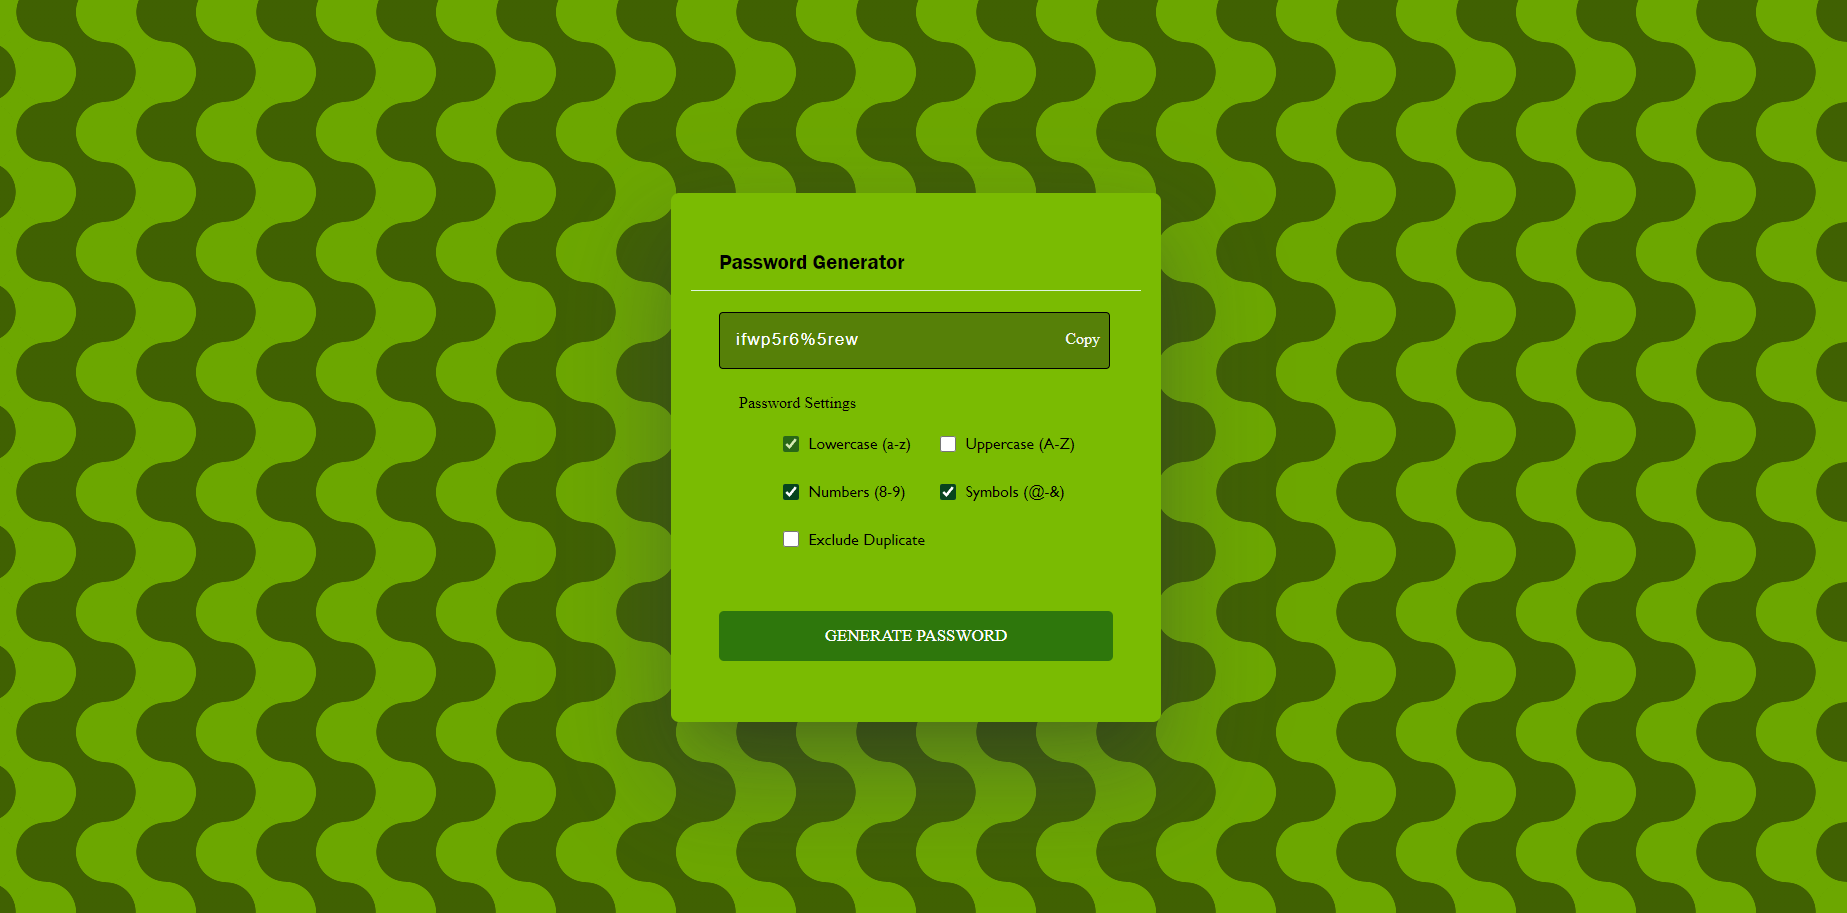 Password Generator
ifwp5r6%5rew Copy
Password Settings
Lowercase (a-z) Uppercase (A-Z)
Numbers (8-9) Symbols (@-&)
Exclude Duplicate
GENERATE PASSWORD